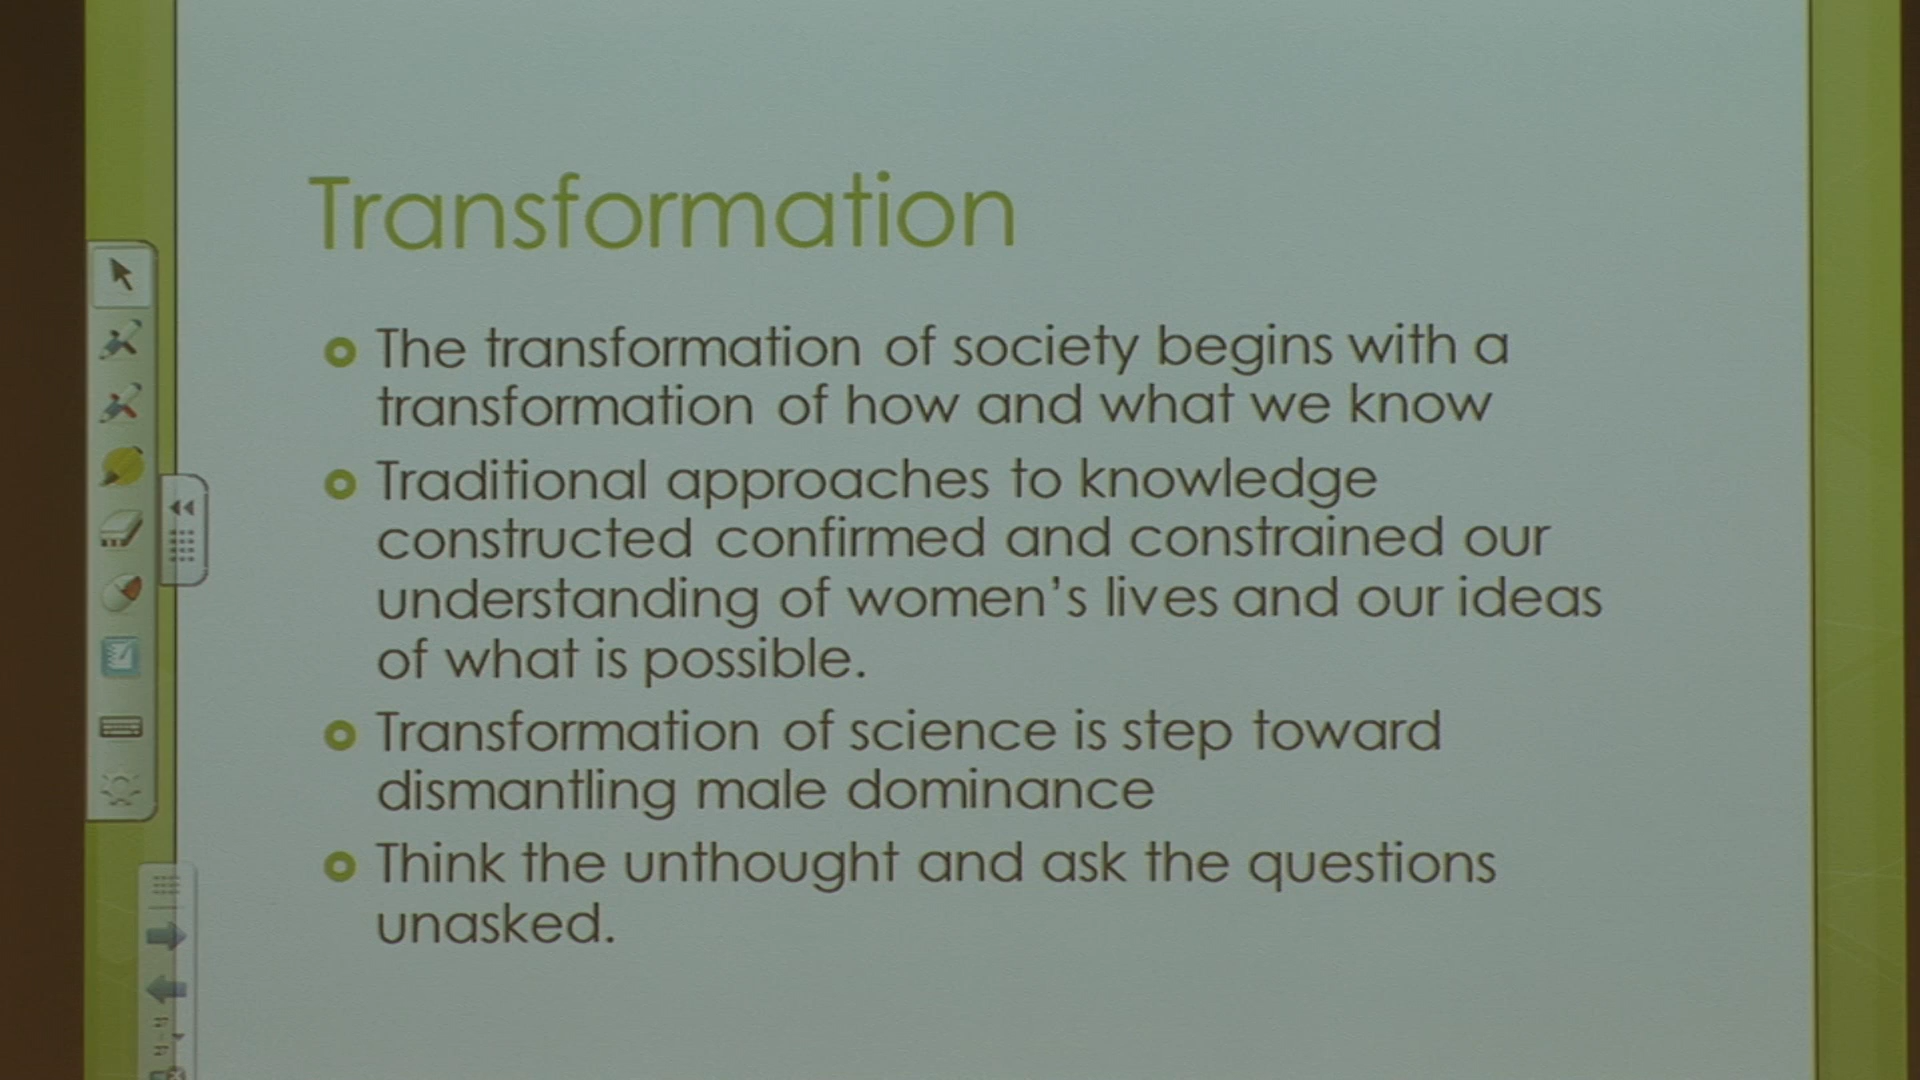 Transformation
The transformation of society begins with a
transformation of how and what we know
Traditional approaches to knowledge
constructed confirmed and constrained our
understanding of women's lives and our ideas
of what is possible.
Transformation of science is step toward
dismantling male dominance
Think the unthought and ask the questions
unasked.